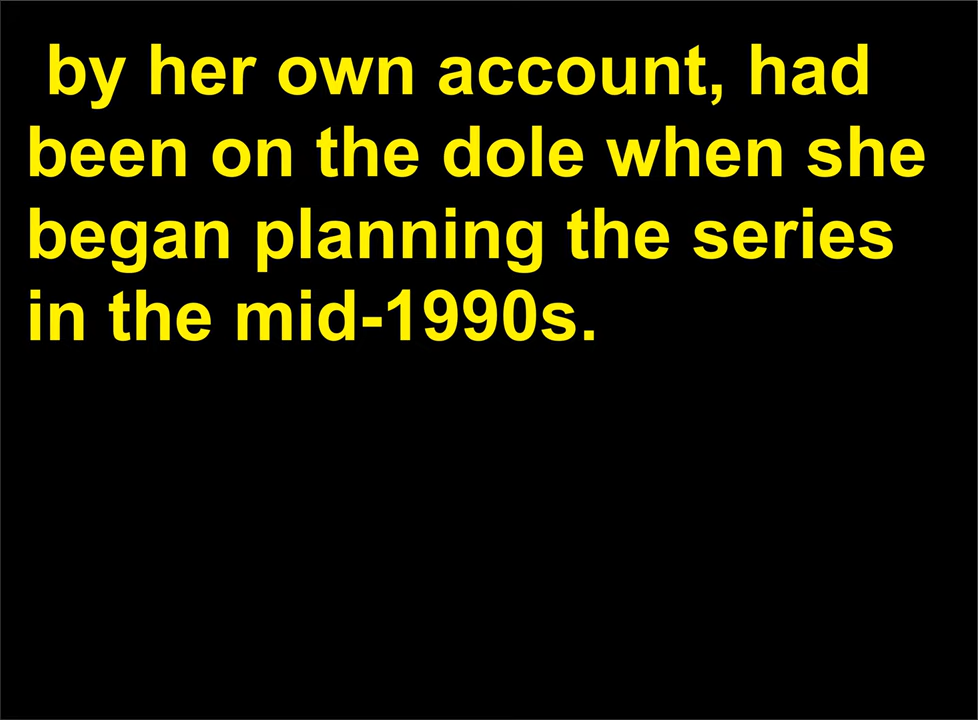 by her own account, had
been on the dole when she
began planning the series
in the mid-1990s.